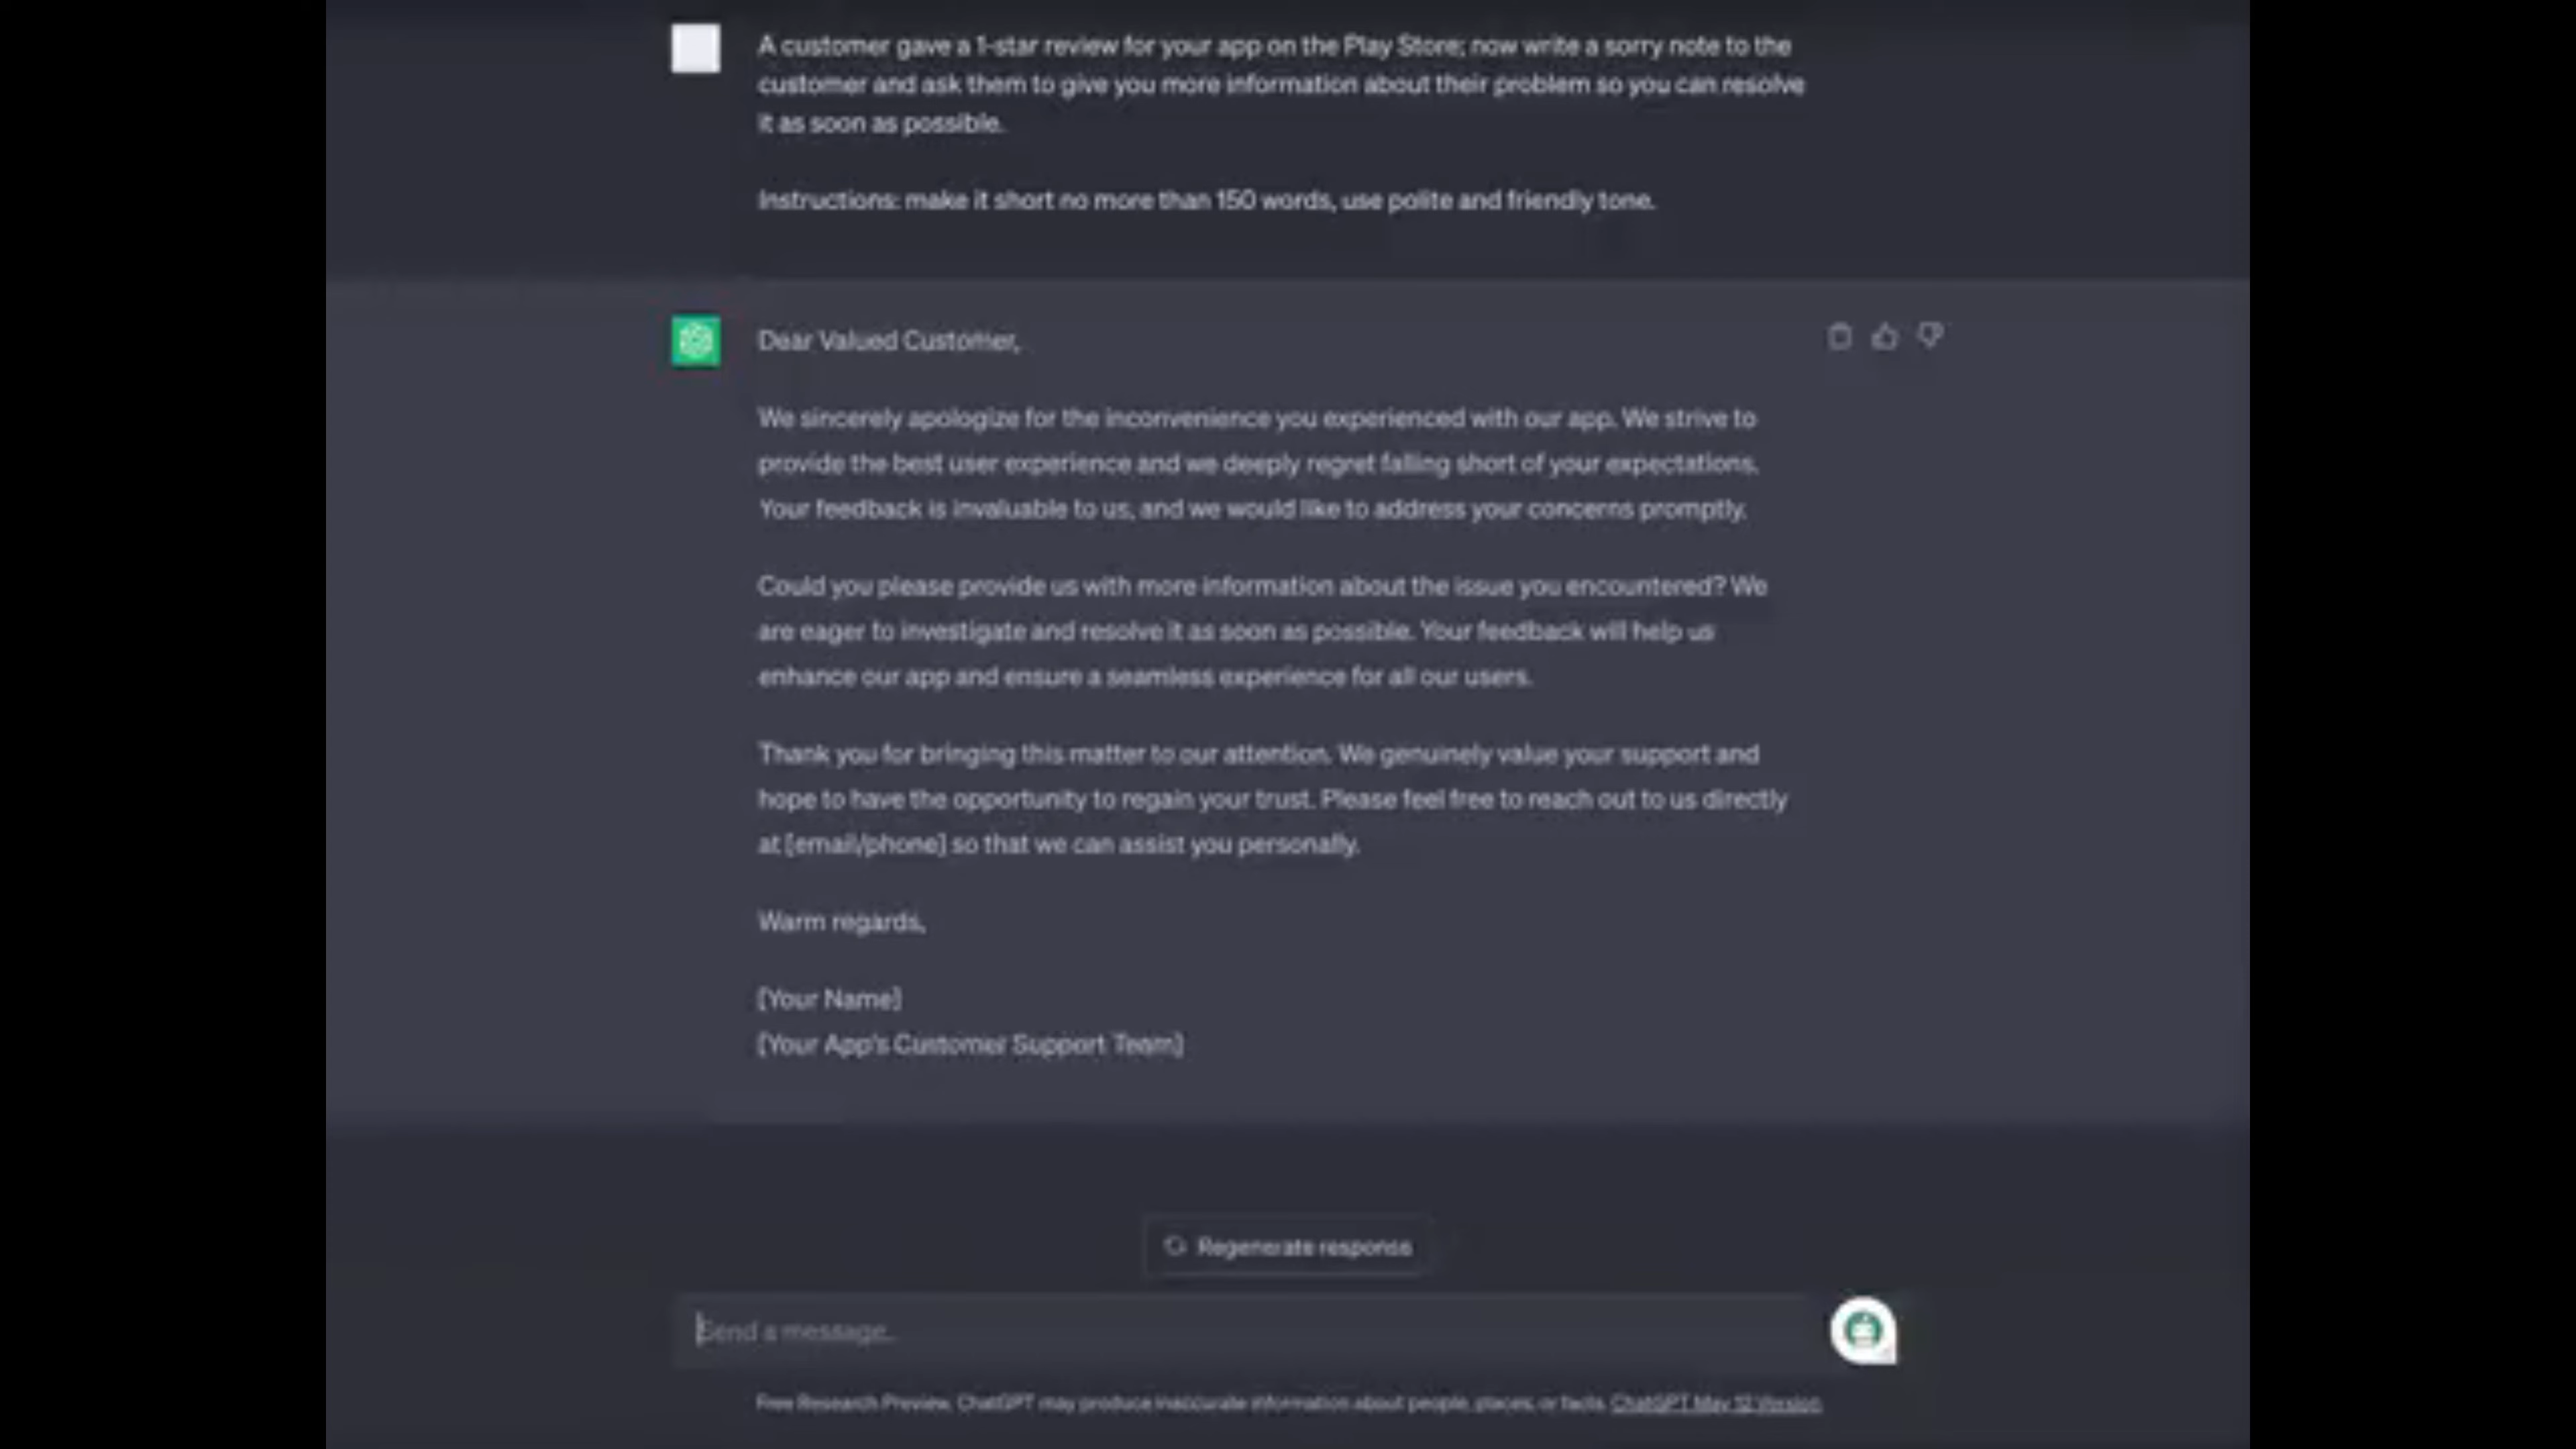 A customer gave a 1-star review for your app on the Play Store; now write a sorry note to the
customer and ask them to give you more information about their problem so you can resolve
it as soon as possible.
Instructions: make it short no more than 150 words, use polite and friendly tone.
Dear Valued Customer,
We sincerely apologize for the inconvenience you experienced with our app. We strive to
provide the best user experience and we deeply regret falling short of your expectations.
Your feedback is invaluable to us, and we would like to address your concerns promptly.
Could you please provide us with more information about the issue you encountered? We
are eager to investigate and resolve it as soon as possible. Your feedback will help us
enhance our app and ensure a seamless experience for all our users.
Thank you for bringing this matter to our attention. We genuinely value your support and
hope to have the opportunity to regain your trust. Please feel free to reach out to us directly
at [email/phone] so that we can assist you personally.
Warm regards,
[Your Name]
[Your App's Customer Support Team]
Regenerate response
Send a message...
Free Research Preview. ChatGPT may produce inaccurate information about people, places, or facts. ChatGPT May 12 Version